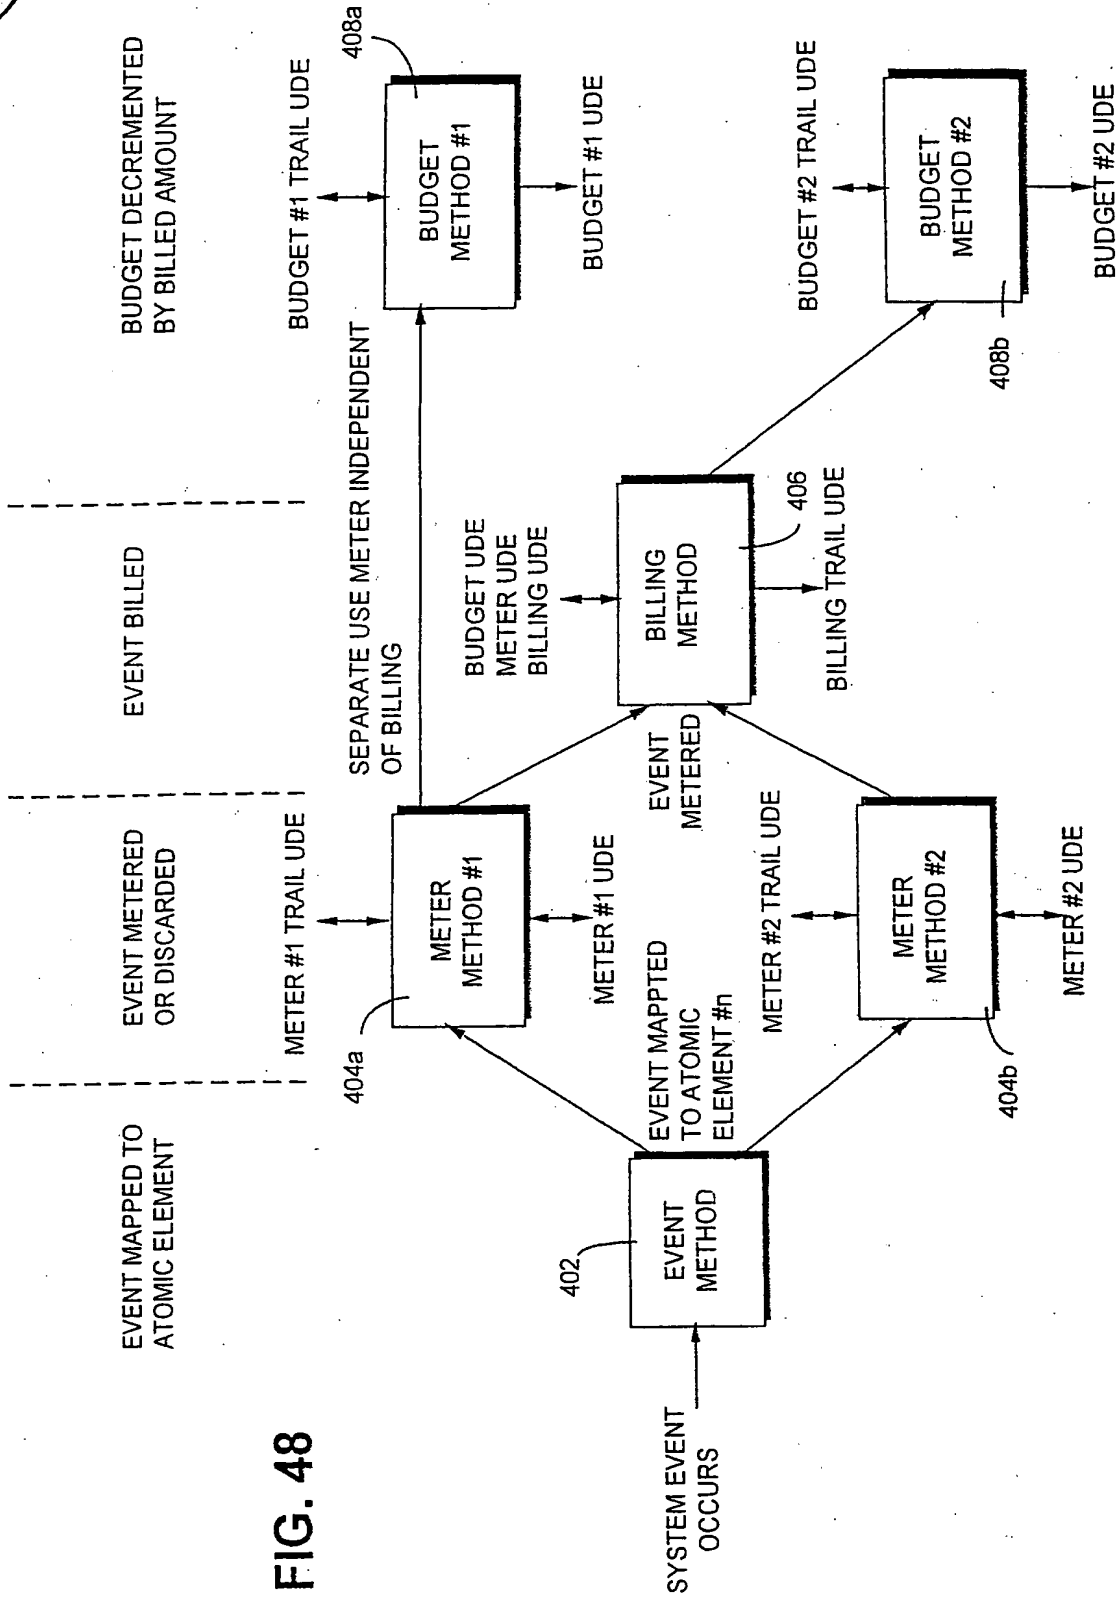 FIG. 48
EVENT MAPPED TO
ATOMIC ELEMENT
EVENT METERED
OR DISCARDED
EVENT BILLED
BUDGET DECREMENTED
BY BILLED AMOUNT
SYSTEM EVENT
OCCURS
402
EVENT
METHOD
EVENT MAPPTED
TO ATOMIC
ELEMENT #n
METER #1 TRAIL UDE
404a
METER
METHOD #1
METER #1 UDE
METER #2 TRAIL UDE
METER
METHOD #2
404b
METER #2 UDE
SEPARATE USE METER INDEPENDENT
OF BILLING
EVENT
METERED
BUDGET UDE
METER UDE
BILLING UDE
BILLING
METHOD
406
BILLING TRAIL UDE
BUDGET #1 TRAIL UDE
408a
BUDGET
METHOD #1
BUDGET #1 UDE
BUDGET #2 TRAIL UDE
BUDGET
METHOD #2
408b
BUDGET #2 UDE